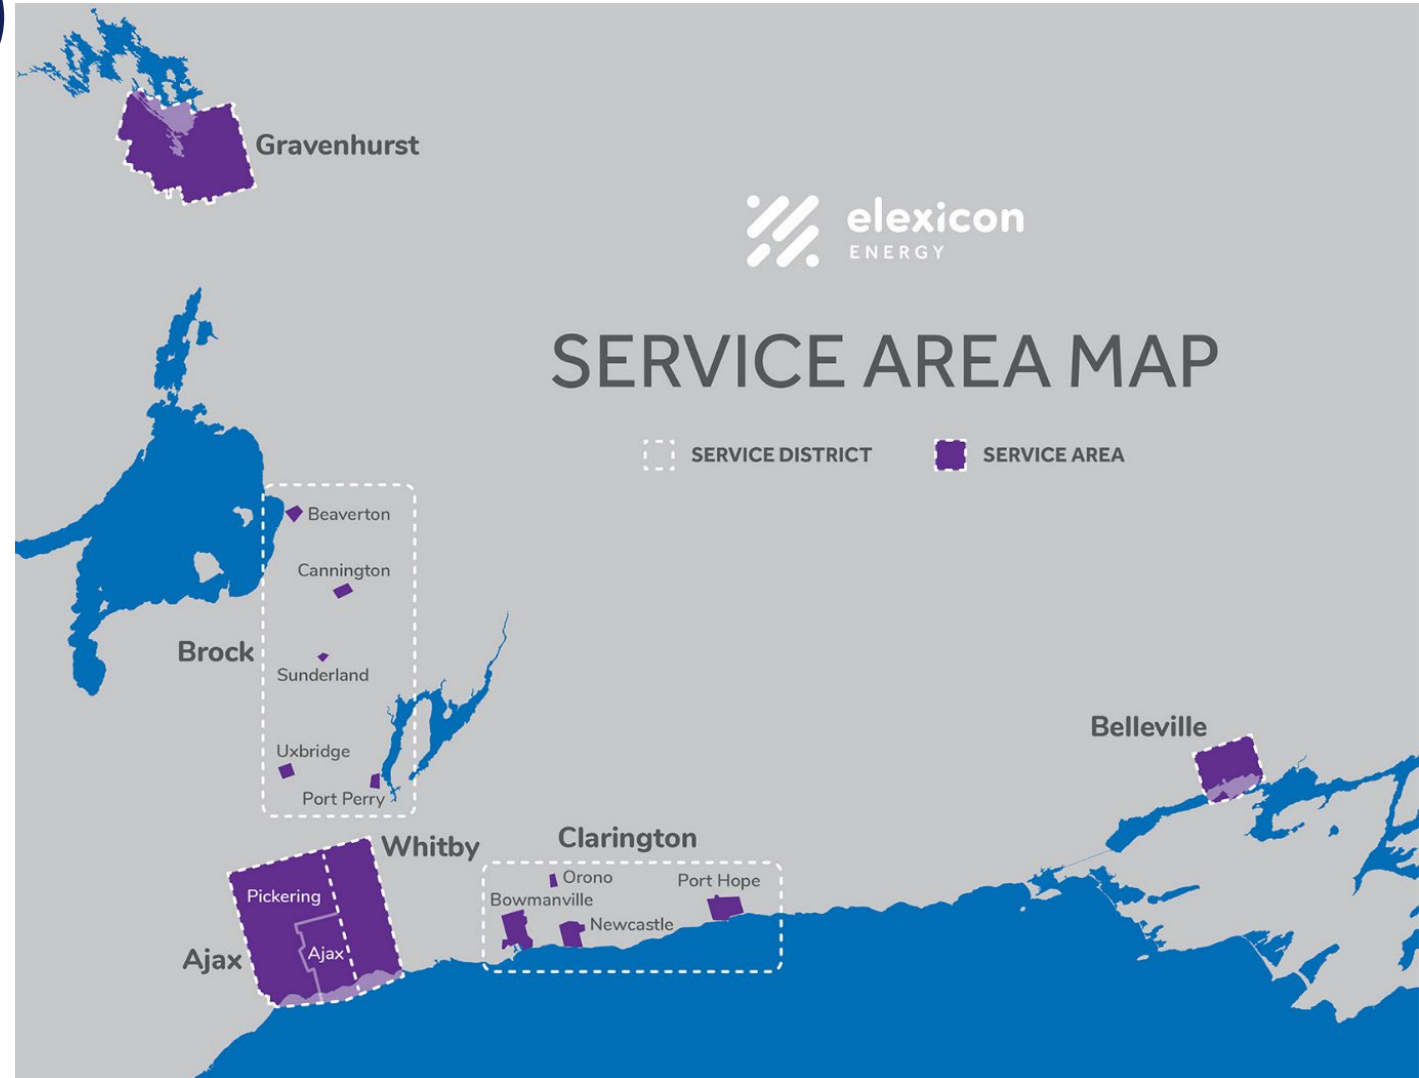 Gravenhurst
elexicon
ENERGY
SERVICE AREA MAP
SERVICE DISTRICT
SERVICE AREA
Beaverton
Cannington
Brock
Sunderland
Uxbridge
Port Perry
Belleville
Whitby
Clarington
Pickering
Orono
Port Hope
Bowmanville
Newcastle
Ajax
Ajax